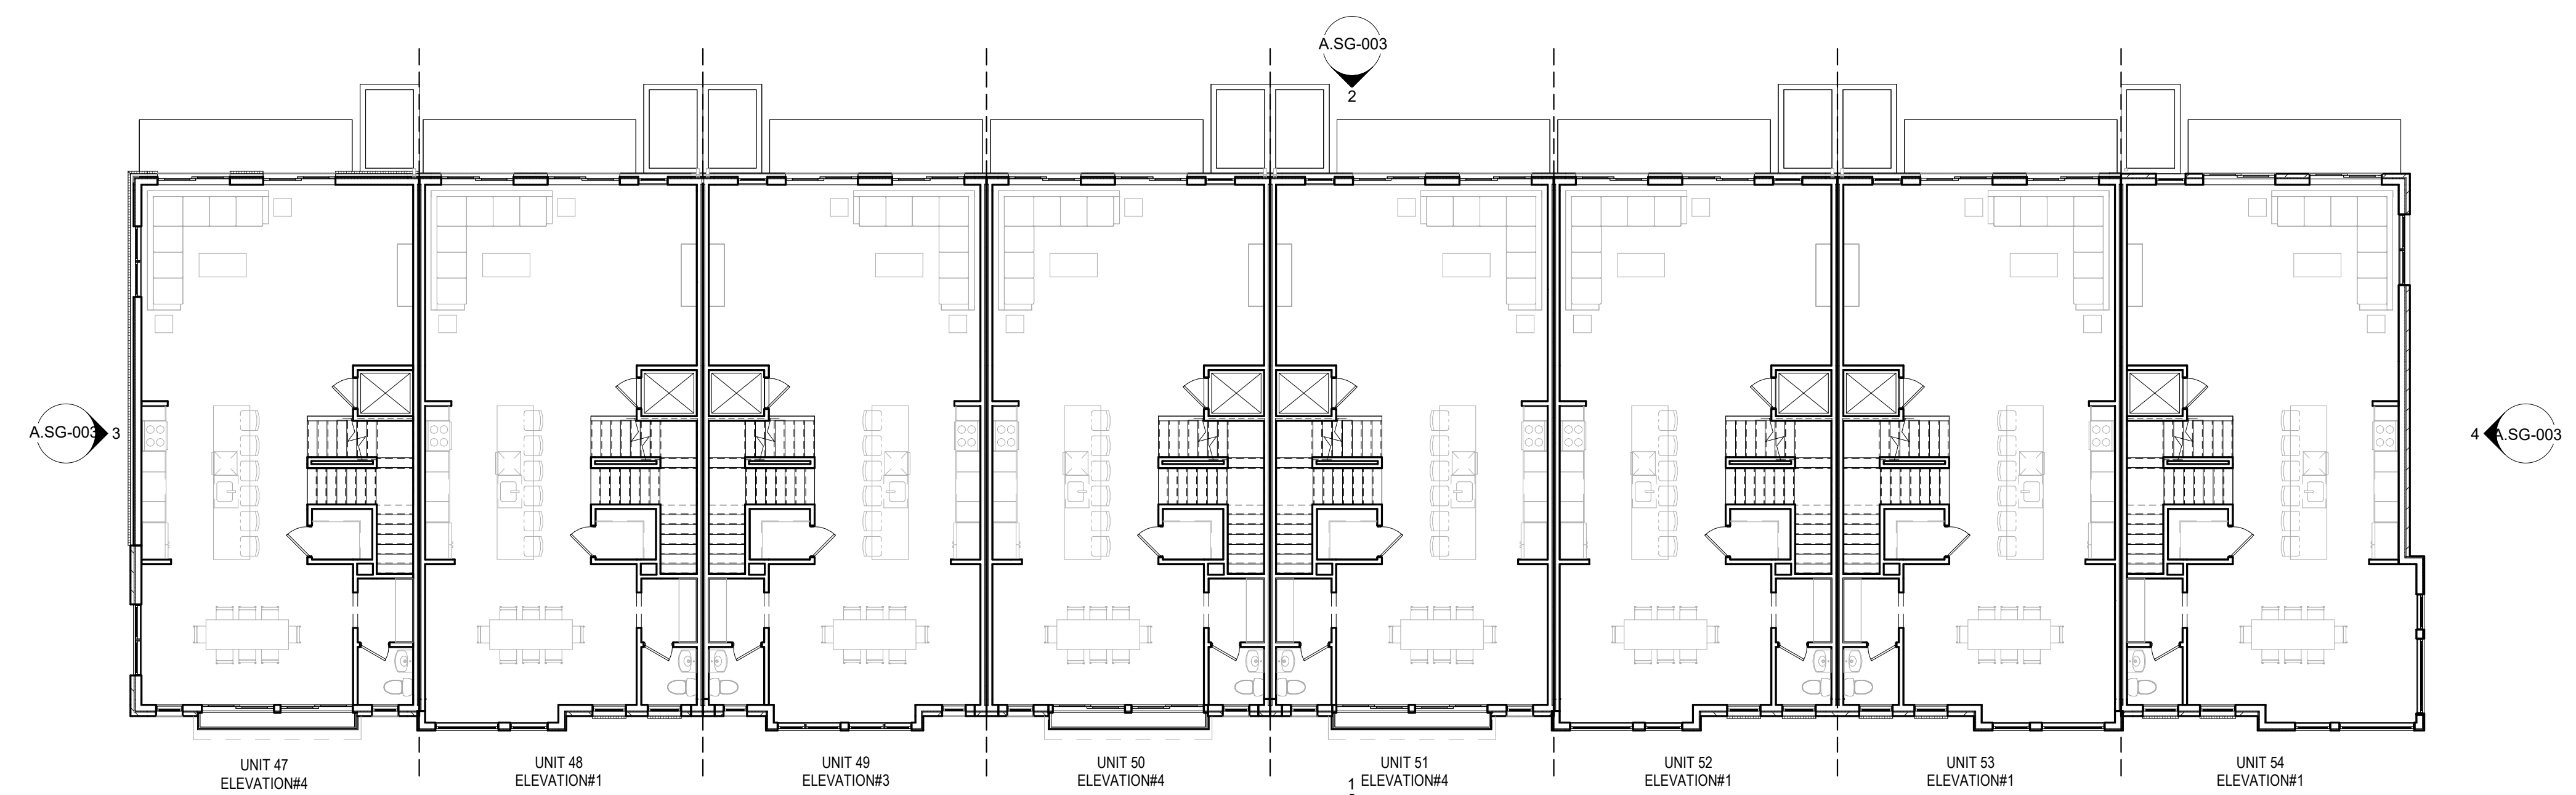 A.SG-003
2
A.SG-003
3
4
A.SG-003
UNIT 47
ELEVATION#4
UNIT 48
ELEVATION#1
UNIT 49
ELEVATION#3
UNIT 50
ELEVATION#4
UNIT 51
ELEVATION#4
UNIT 52
ELEVATION#1
UNIT 53
ELEVATION#1
UNIT 54
ELEVATION#1
1